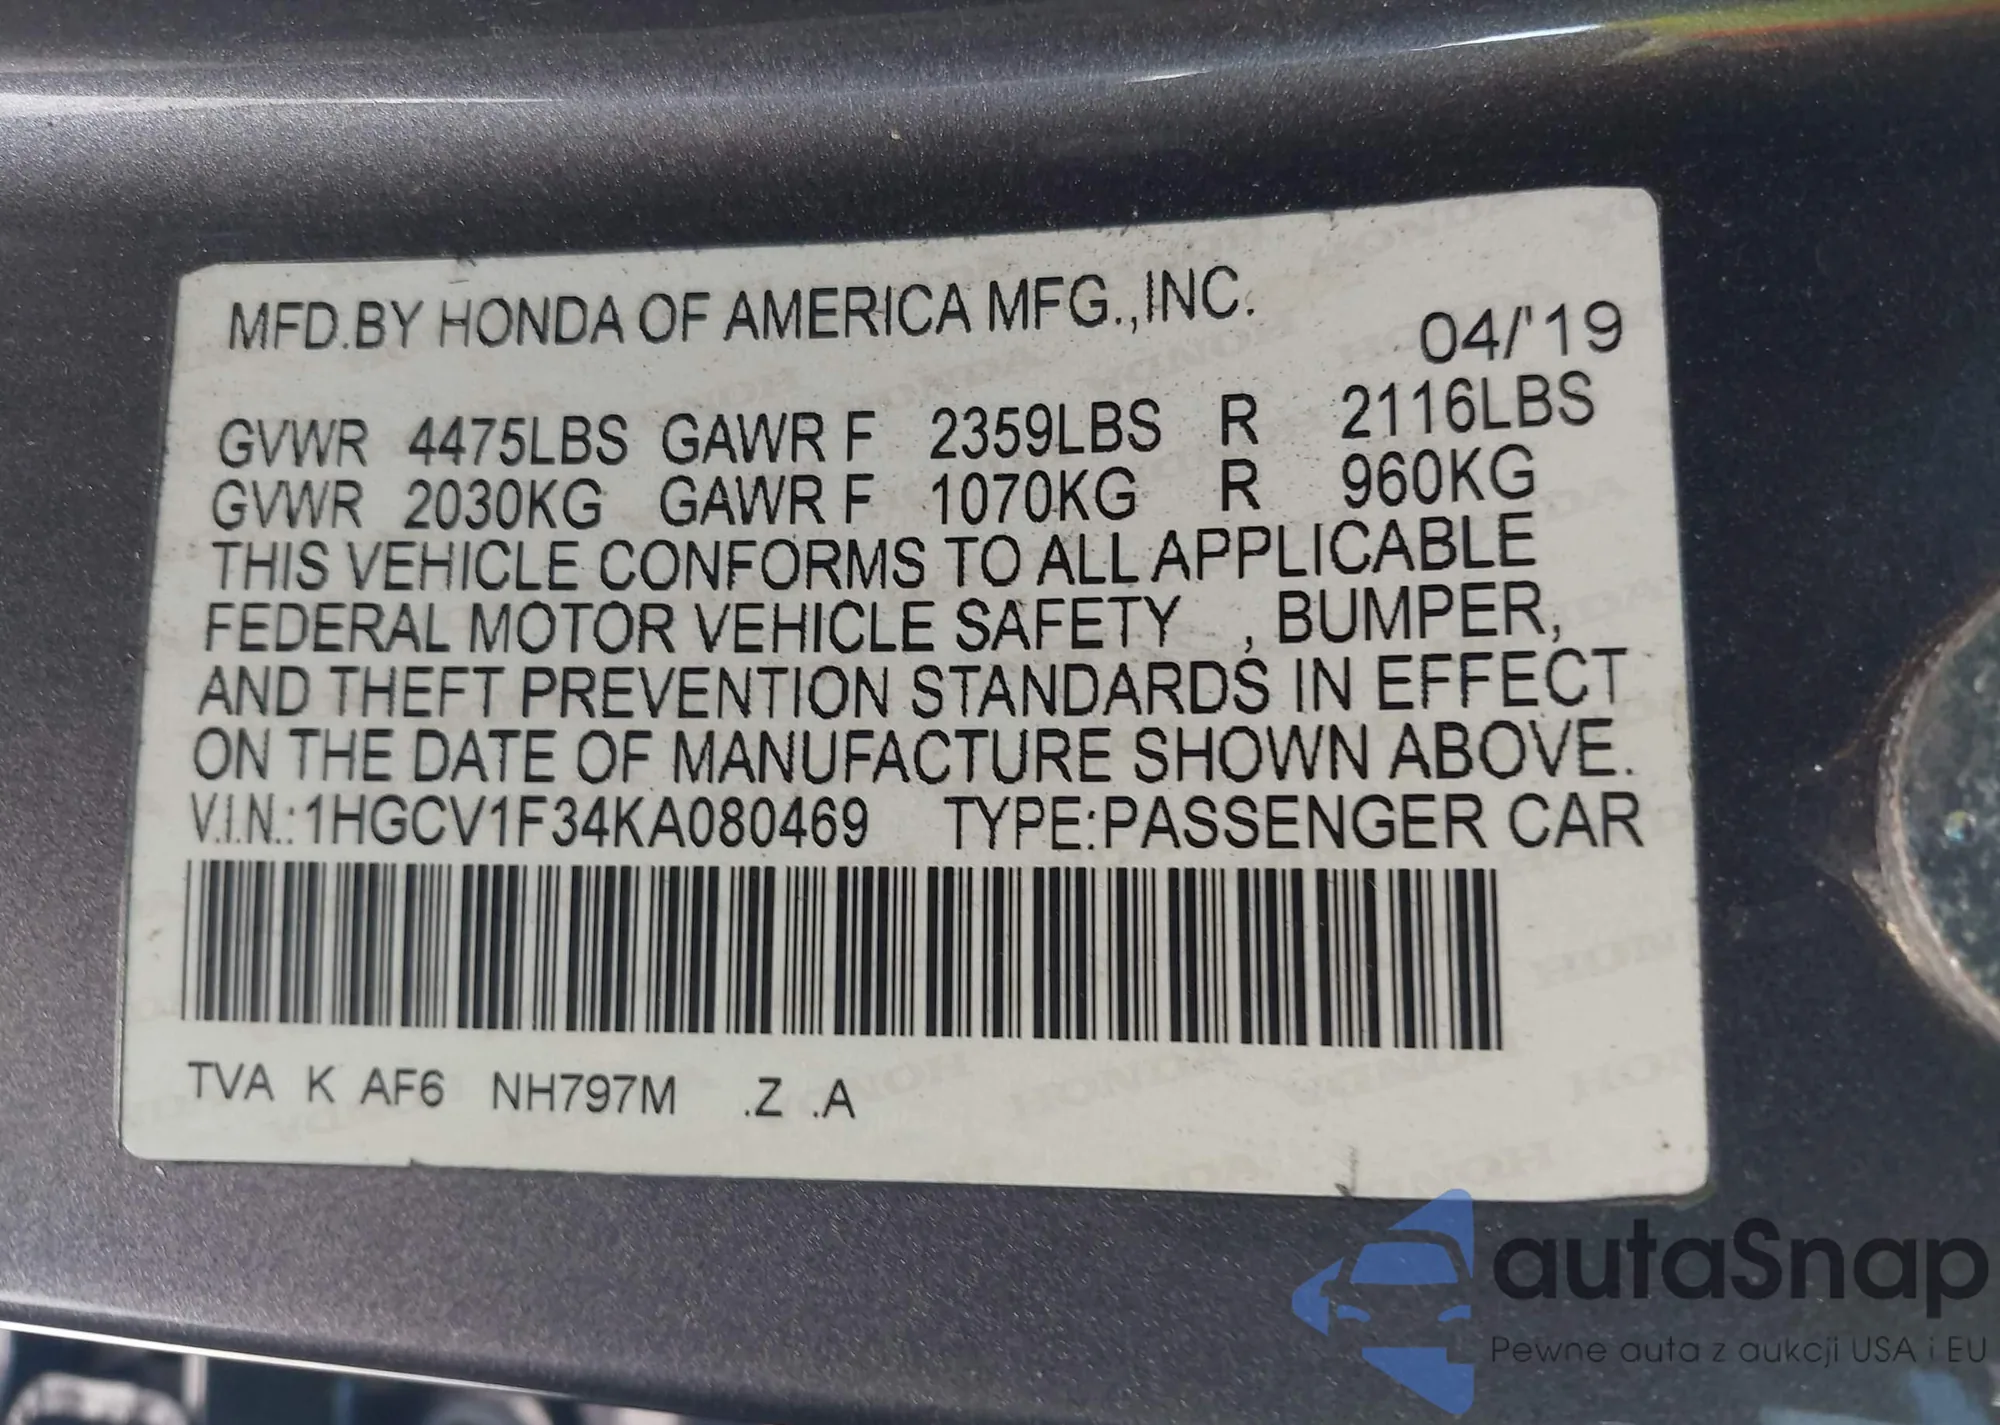 MFD.BY HONDA OF AMERICA MFG.,INC.
04/'19
GVWR 4475LBS GAWR F 2359LBS R 2116LBS
GVWR 2030KG GAWR F 1070KG R 960KG
THIS VEHICLE CONFORMS TO ALL APPLICABLE
FEDERAL MOTOR VEHICLE SAFETY , BUMPER,
AND THEFT PREVENTION STANDARDS IN EFFECT
ON THE DATE OF MANUFACTURE SHOWN ABOVE.
V.I.N.:1HGCV1F34KA080469 TYPE:PASSENGER CAR
TVA K AF6 NH797M .Z .A
autaSnap
Pewne auta z aukcji USA i EU